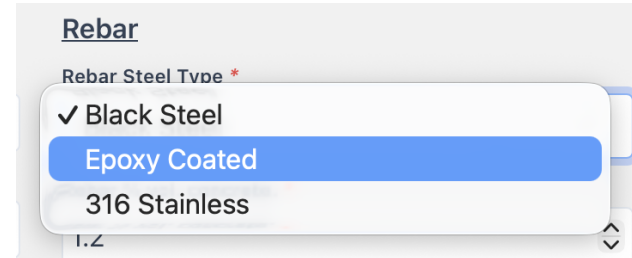 Rebar
Rebar Steel Type *
✓ Black Steel
Epoxy Coated
316 Stainless
1.2